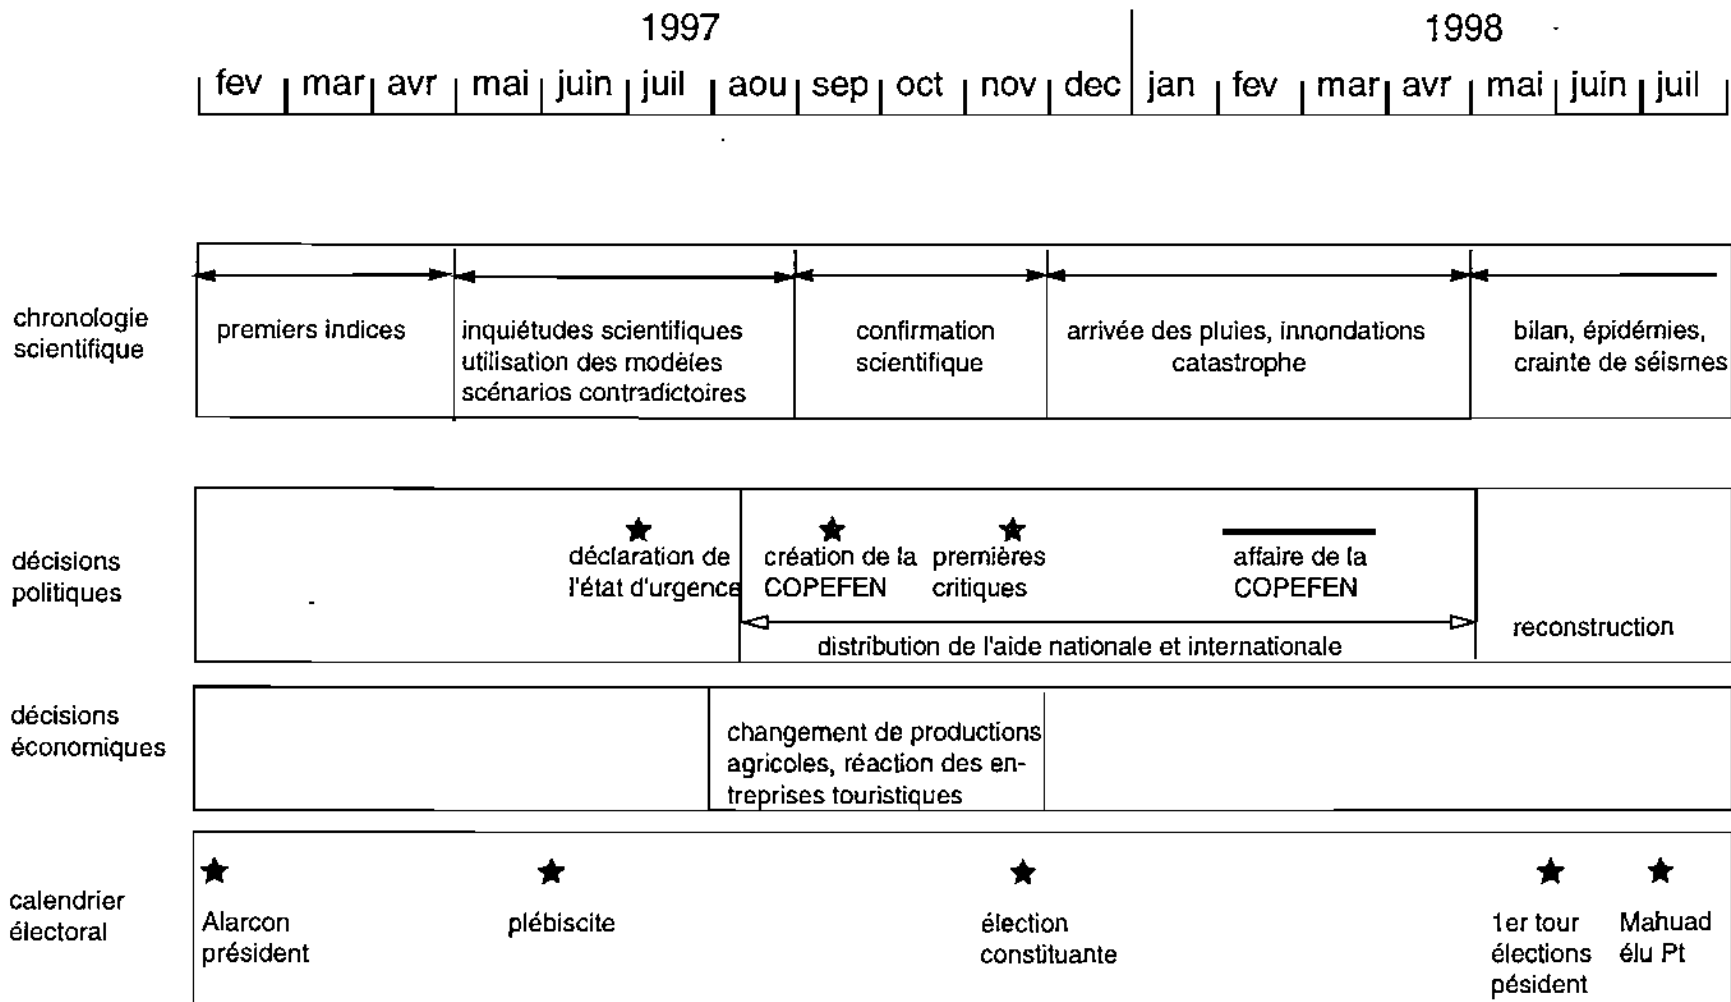 1997
1998
fev mar avr mai juin juil aou sep oct nov dec jan fev mar avr mai juin juil
chronologie
scientifique
premiers indices
inquiétudes scientifiques
utilisation des modèles
scénarios contradictoires
confirmation
scientifique
arrivée des pluies, innondations
catastrophe
bilan, épidémies,
crainte de séismes
décisions
politiques
déclaration de
l'état d'urgence
création de la
COPEFEN
premières
critiques
affaire de la
COPEFEN
distribution de l'aide nationale et internationale
reconstruction
décisions
économiques
changement de productions
agricoles, réaction des en-
treprises touristiques
calendrier
électoral
Alarcon
président
plébiscite
élection
constituante
1er tour
élections
pésident
Mahuad
élu Pt